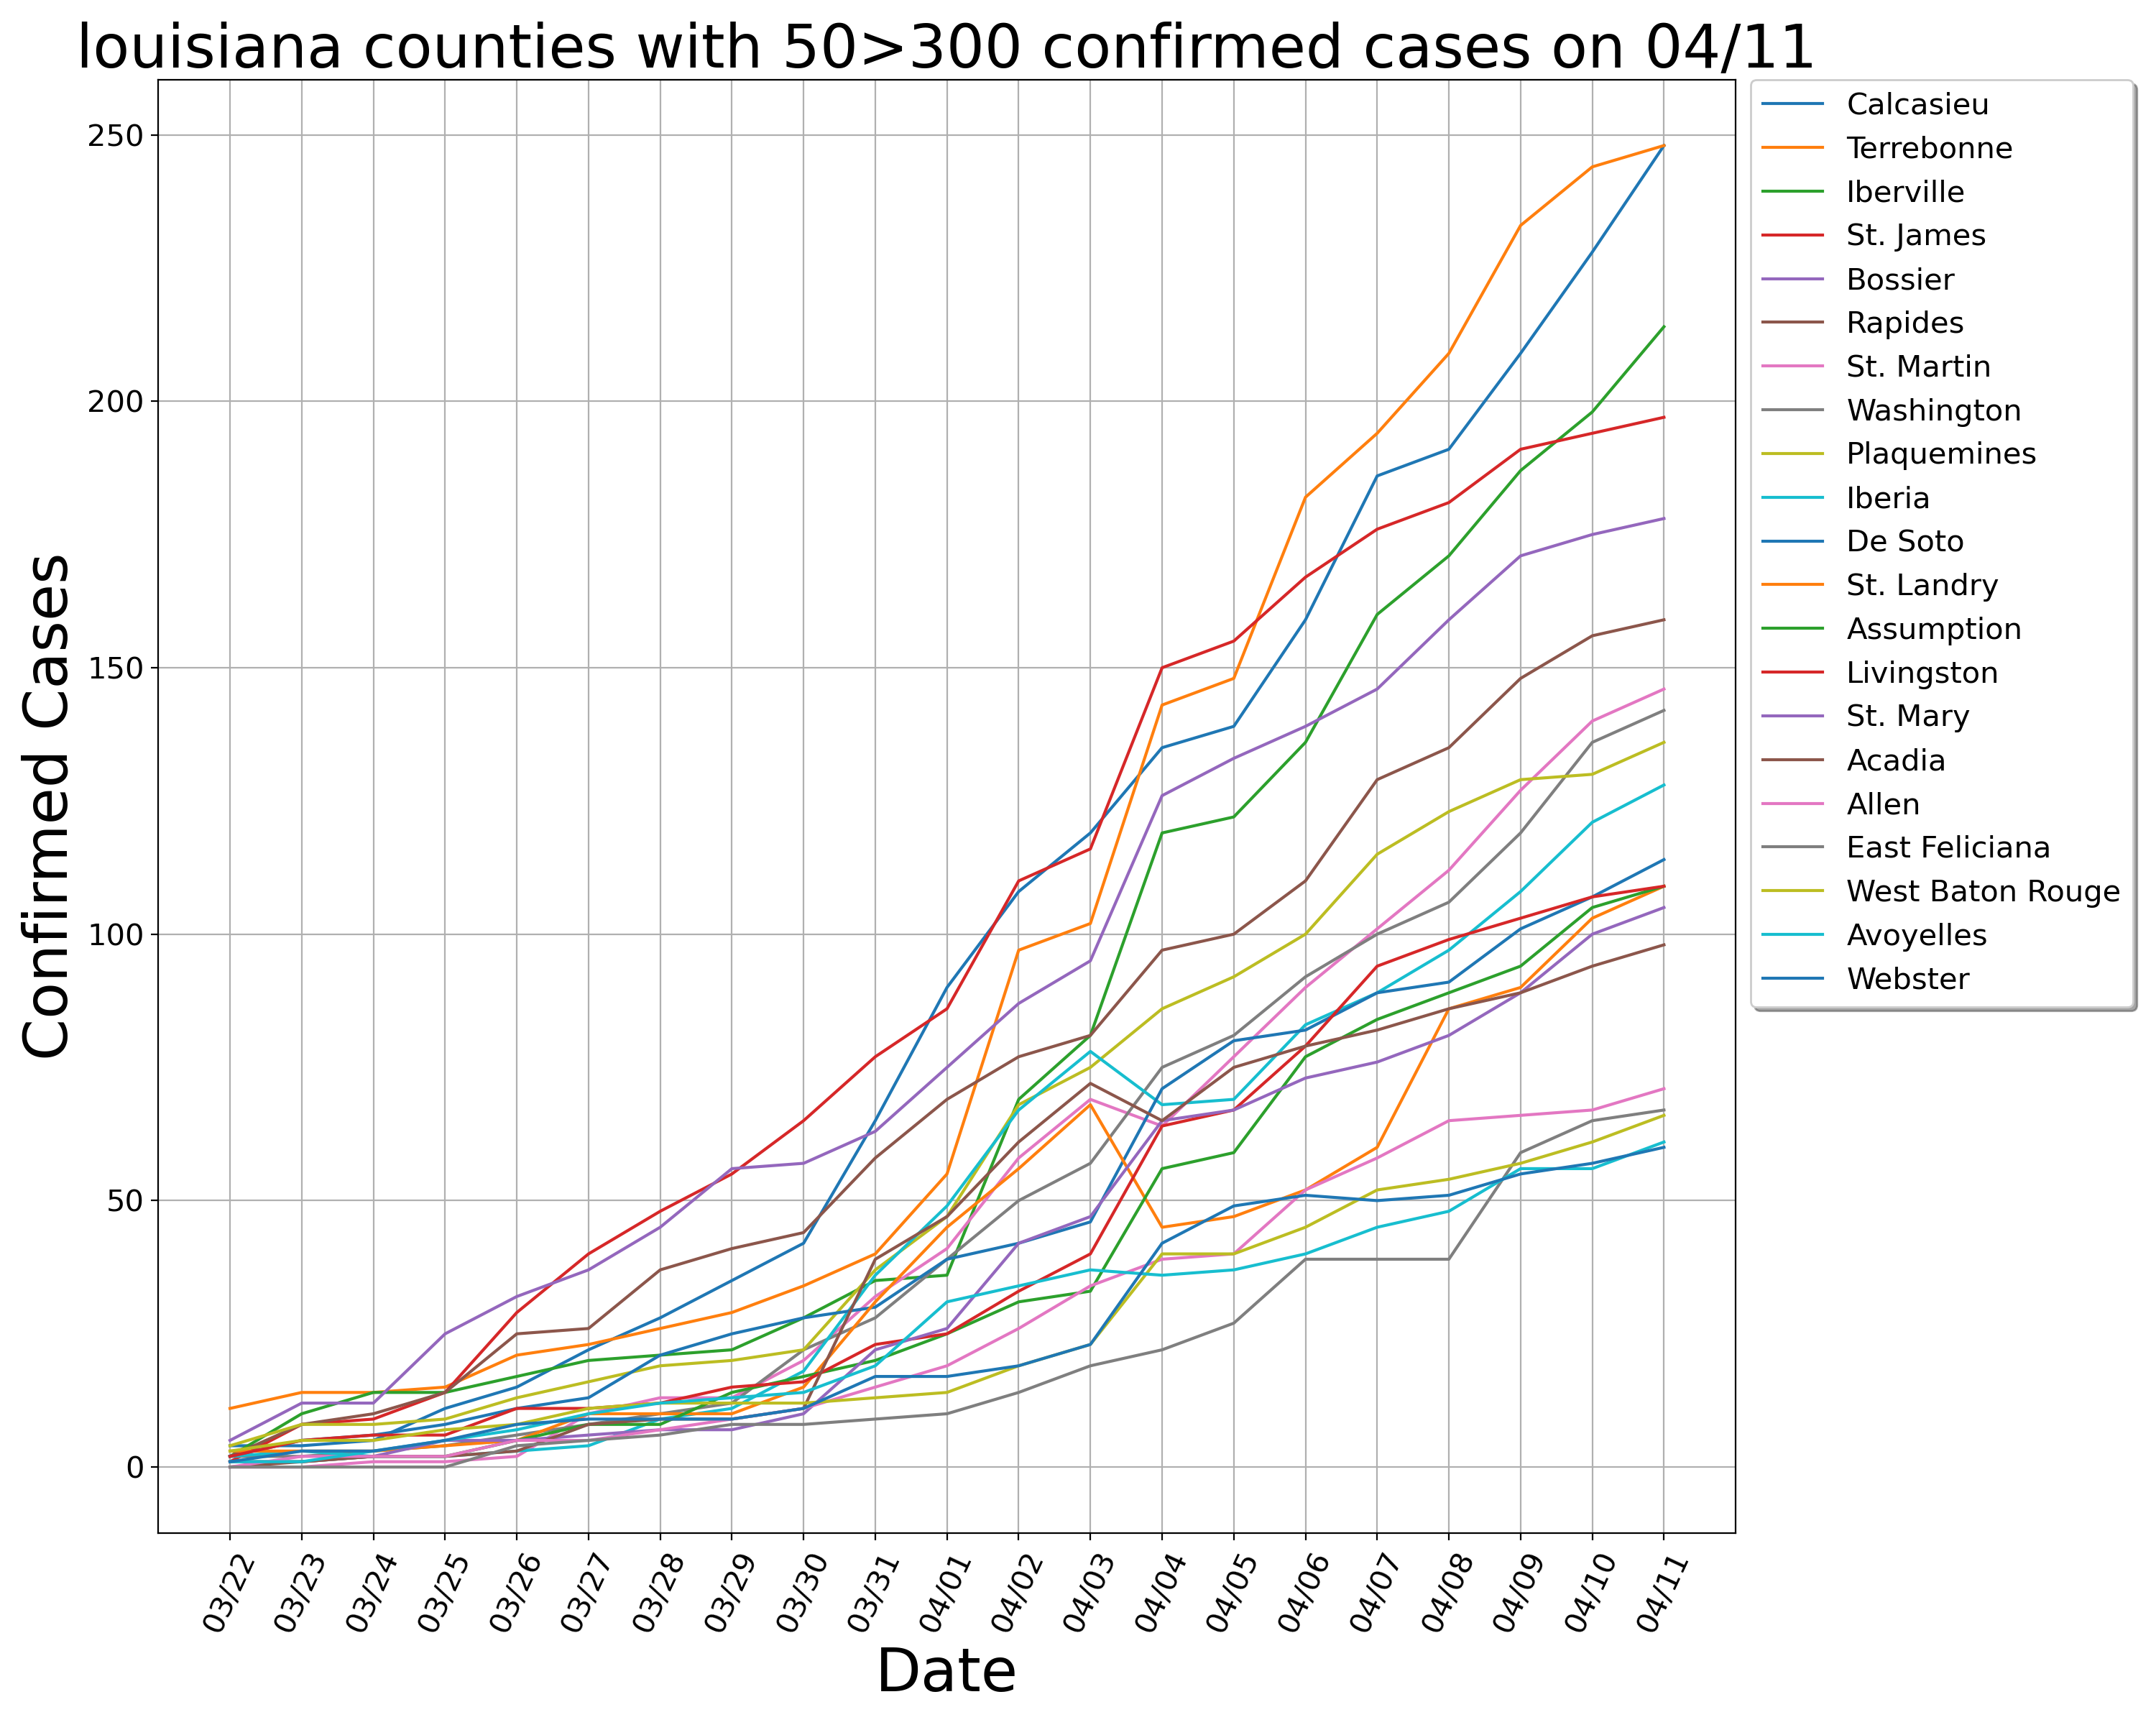 louisiana counties with 50>300 confirmed cases on 04/11
Confirmed Cases
250
200
150
100
50
0
03/22
03/23
03/24
03/25
03/26
03/27
03/28
03/29
03/30
03/31
04/01
04/02
04/03
04/04
04/05
04/06
04/07
04/08
04/09
04/10
04/11
Date
Calcasieu
Terrebonne
Iberville
St. James
Bossier
Rapides
St. Martin
Washington
Plaquemines
Iberia
De Soto
St. Landry
Assumption
Livingston
St. Mary
Acadia
Allen
East Feliciana
West Baton Rouge
Avoyelles
Webster